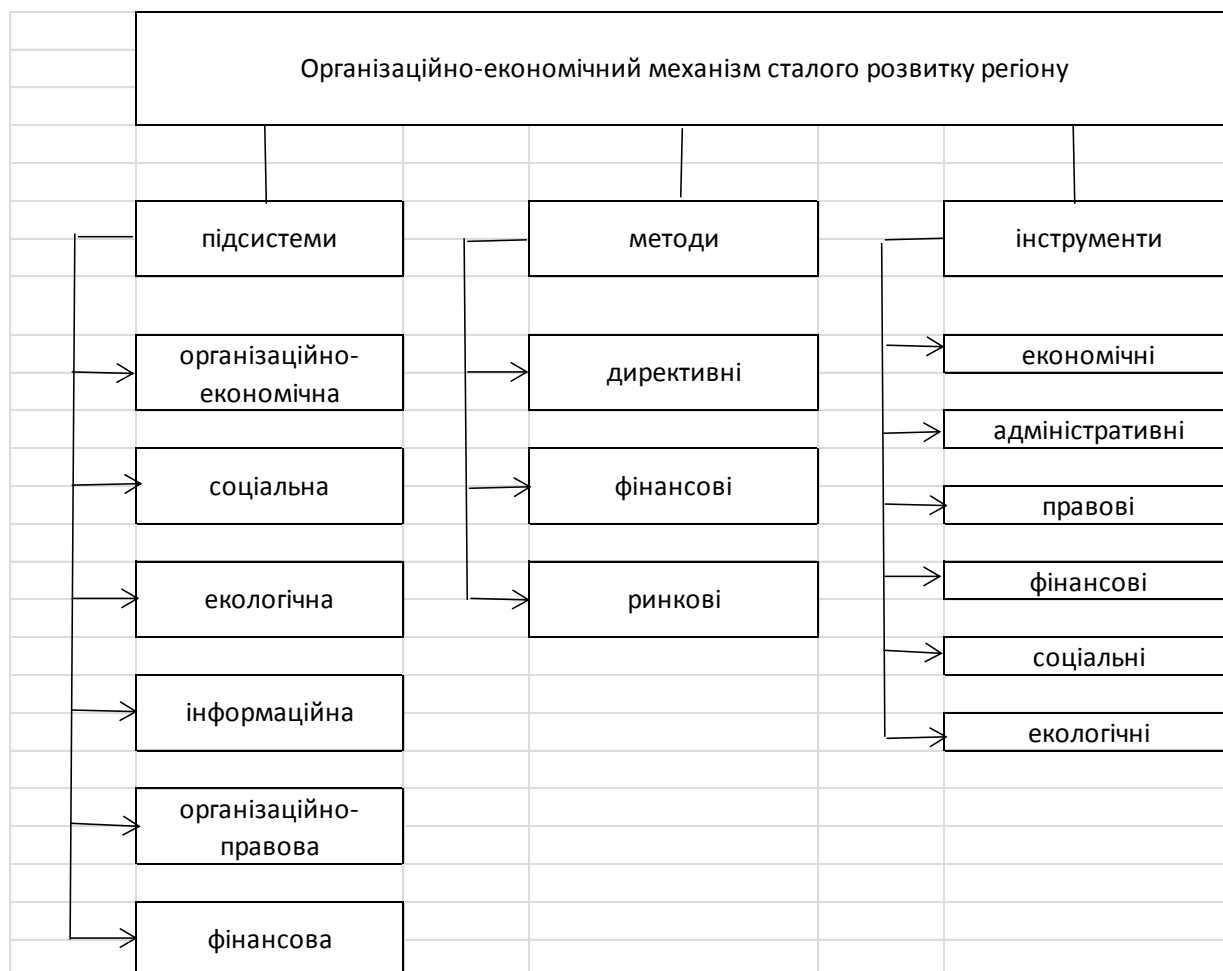 Організаційно-економічний механізм сталого розвитку регіону
підсистеми
методи
інструменти
організаційно-
економічна
соціальна
екологічна
інформаційна
організаційно-
правова
фінансова
директивні
фінансові
ринкові
економічні
адміністративні
правові
фінансові
соціальні
екологічні